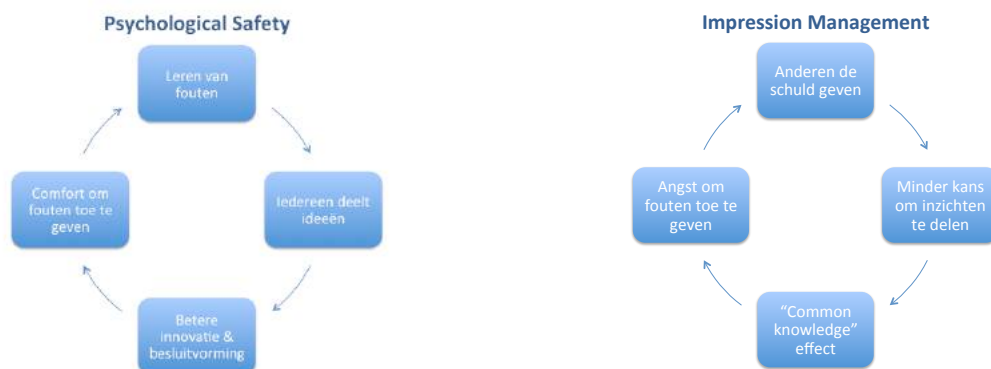 Psychological Safety
Leren van
fouten
Iedereen deelt
ideeën
Betere
innovatie &
besluitvorming
Comfort om
fouten toe te
geven
Impression Management
Anderen de
schuld geven
Minder kans
om inzichten
te delen
“Common
knowledge”
effect
Angst om
fouten toe te
geven